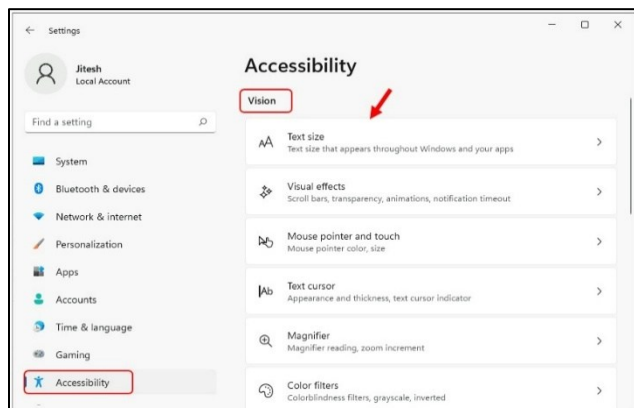 Settings
Jitesh
Local Account
Find a setting
System
Bluetooth & devices
Network & internet
Personalization
Apps
Accounts
Time & language
Gaming
Accessibility
Accessibility
Vision
Text size
Text size that appears throughout Windows and your apps
Visual effects
Scroll bars, transparency, animations, notification timeout
Mouse pointer and touch
Mouse pointer color, size
Text cursor
Appearance and thickness, text cursor indicator
Magnifier
Magnifier reading, zoom increment
Color filters
Colorblindness filters, grayscale, inverted